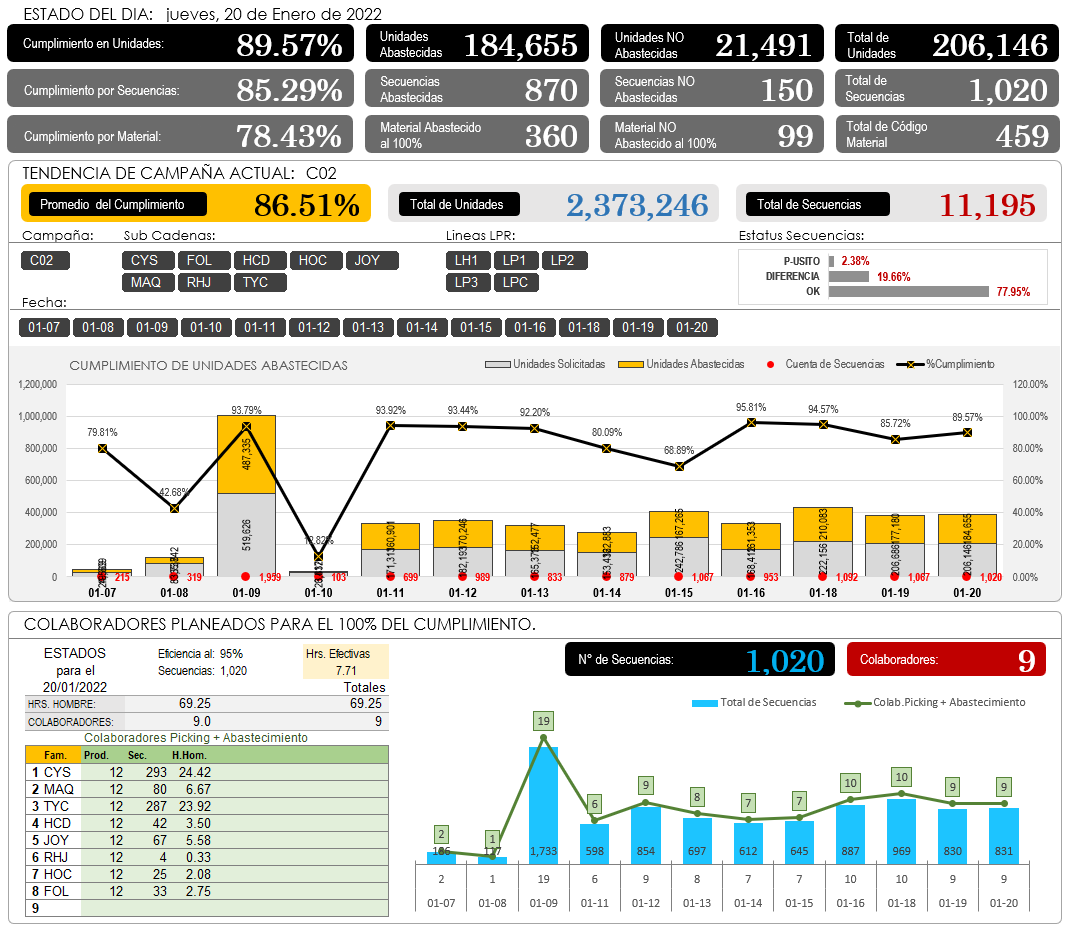 ESTADO DEL DIA: jueves, 20 de Enero de 2022
Cumplimiento en Unidades: 89.57%
Unidades Abastecidas 184,655
Unidades NO Abastecidas 21,491
Total de Unidades 206,146
Cumplimiento por Secuencias: 85.29%
Secuencias Abastecidas 870
Secuencias NO Abastecidas 150
Total de Secuencias 1,020
Cumplimiento por Material: 78.43%
Material Abastecido al 100% 360
Material NO Abastecido al 100% 99
Total de Código Material 459
TENDENCIA DE CAMPAÑA ACTUAL: C02
Promedio del Cumplimiento 86.51%
Total de Unidades 2,373,246
Total de Secuencias 11,195
Campaña: Sub Cadenas: Lineas LPR: Estatus Secuencias:
C02 CYS FOL HCD HOC JOY LH1 LP1 LP2
MAQ RHJ TYC LP3 LPC
P-USITO 2.38%
DIFERENCIA 19.66%
OK 77.95%
Fecha:
01-07 01-08 01-09 01-10 01-11 01-12 01-13 01-14 01-15 01-16 01-18 01-19 01-20
CUMPLIMIENTO DE UNIDADES ABASTECIDAS
Unidades Solicitadas Unidades Abastecidas Cuenta de Secuencias %Cumplimiento
1,200,000 1,000,000 800,000 600,000 400,000 200,000 0
120.00% 100.00% 80.00% 60.00% 40.00% 20.00% 0.00%
79.81% 42.68% 93.79% 93.92% 93.44% 92.20% 80.09% 68.89% 95.81% 94.57% 85.72% 89.57%
487,335 160,901 370,246 152,477 122,883 167,265 161,353 210,083 177,180 184,655
519,626 171,311 182,193 165,375 153,432 242,788 168,412 222,158 206,686 206,146
215 319 1,959 103 699 989 833 879 1,067 953 1,092 1,067 1,020
01-07 01-08 01-09 01-10 01-11 01-12 01-13 01-14 01-15 01-16 01-18 01-19 01-20
COLABORADORES PLANEADOS PARA EL 100% DEL CUMPLIMIENTO.
ESTADOS para el 20/01/2022
Eficiencia al: 95%
Secuencias: 1,020
Hrs. Efectivas
7.71
Totales
HRS. HOMBRE: 69.25 69.25
COLABORADORES: 9.0 9
Colaboradores Picking + Abastecimiento
Fam. Prod. Sec. H.Hom.
1 CYS 12 293 24.42
2 MAQ 12 80 6.67
3 TYC 12 287 23.92
4 HCD 12 42 3.50
5 JOY 12 67 5.58
6 RHJ 12 4 0.33
7 HOC 12 25 2.08
8 FOL 12 33 2.75
9
N° de Secuencias: 1,020
Colaboradores: 9
Total de Secuencias Colab.Picking + Abastecimiento
2 1 19 6 9 8 7 7 10 10 9 9
1,733 598 854 697 612 645 887 969 830 831
2 1 19 6 9 8 7 7 10 10 9 9
01-07 01-08 01-09 01-11 01-12 01-13 01-14 01-15 01-16 01-18 01-19 01-20